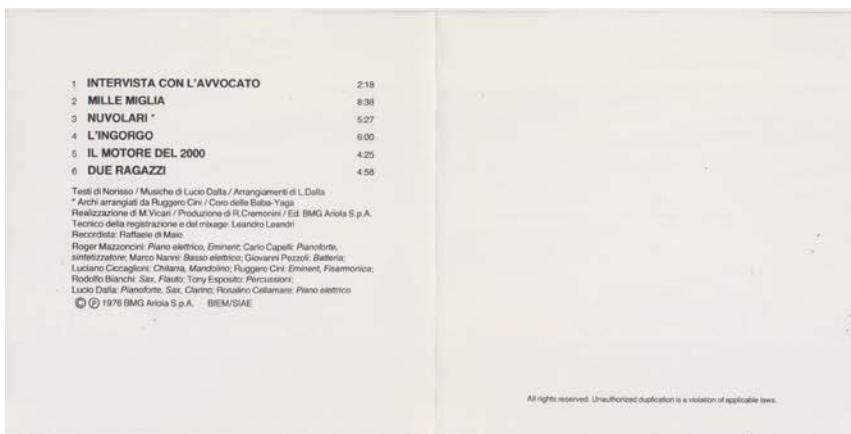 1 INTERVISTA CON L'AVVOCATO 2:18
2 MILLE MIGLIA 8:38
3 NUVOLARI * 5:27
4 L'INGORGO 6:00
5 IL MOTORE DEL 2000 4:25
6 DUE RAGAZZI 4:58
Testi di Norisso / Musiche di Lucio Dalla / Arrangiamenti di L.Dalla
* Archi arrangiati da Ruggero Cini / Coro delle Baba-Yaga
Realizzazione di M.Vicari / Produzione di R.Cremonini / Ed. BMG Ariola S.p.A.
Tecnico della registrazione e del mixage: Leandro Leandri
Recordista: Raffaele di Maio
Roger Mazzoncini: Piano elettrico, Eminent; Carlo Capelli: Pianoforte,
sintetizzatore; Marco Nanni: Basso elettrico; Giovanni Pezzoli: Batteria;
Luciano Ciccaglioni: Chitarra, Mandolino; Ruggero Cini: Eminent, Fisarmonica;
Rodolfo Bianchi: Sax, Flauto; Tony Esposito: Percussioni;
Lucio Dalla: Pianoforte, Sax, Clarino; Rosalino Cellamare: Piano elettrico
© ℗ 1976 BMG Ariola S.p.A. BIEM/SIAE
All rights reserved. Unauthorized duplication is a violation of applicable laws.